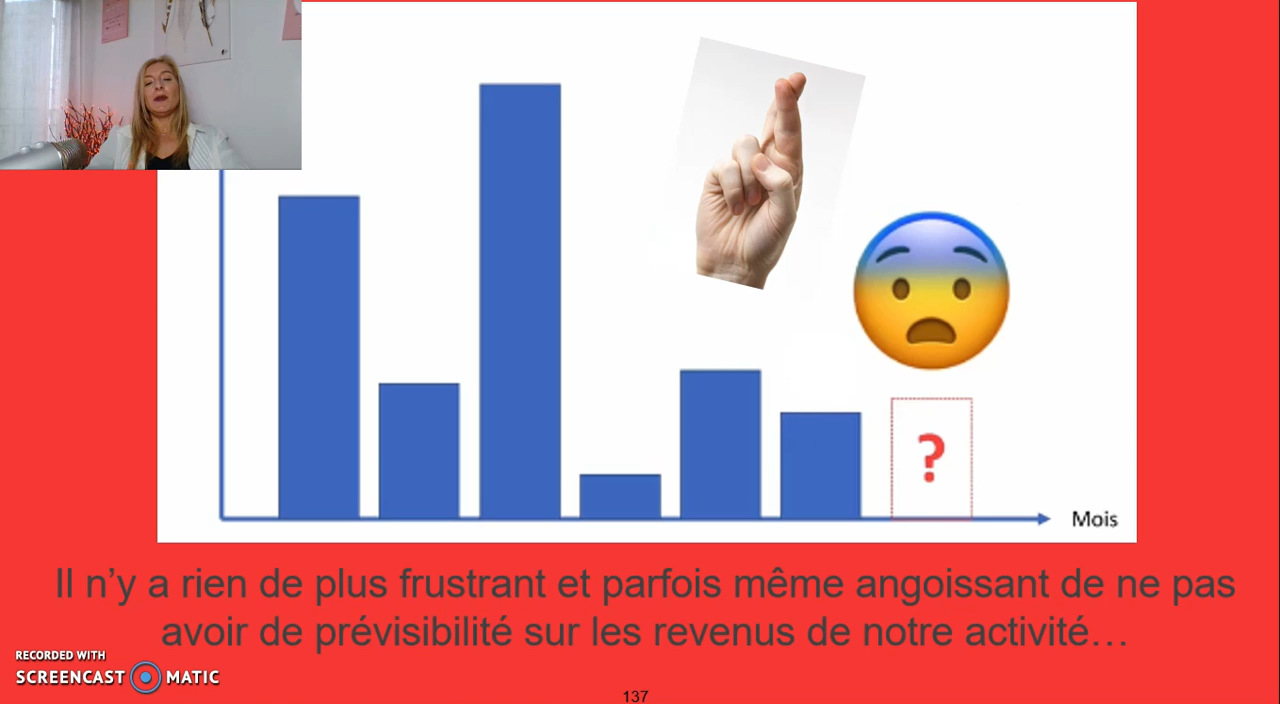 ?
Mois
Il n’y a rien de plus frustrant et parfois même angoissant de ne pas
avoir de prévisibilité sur les revenus de notre activité…
RECORDED WITH
SCREENCAST MATIC
137